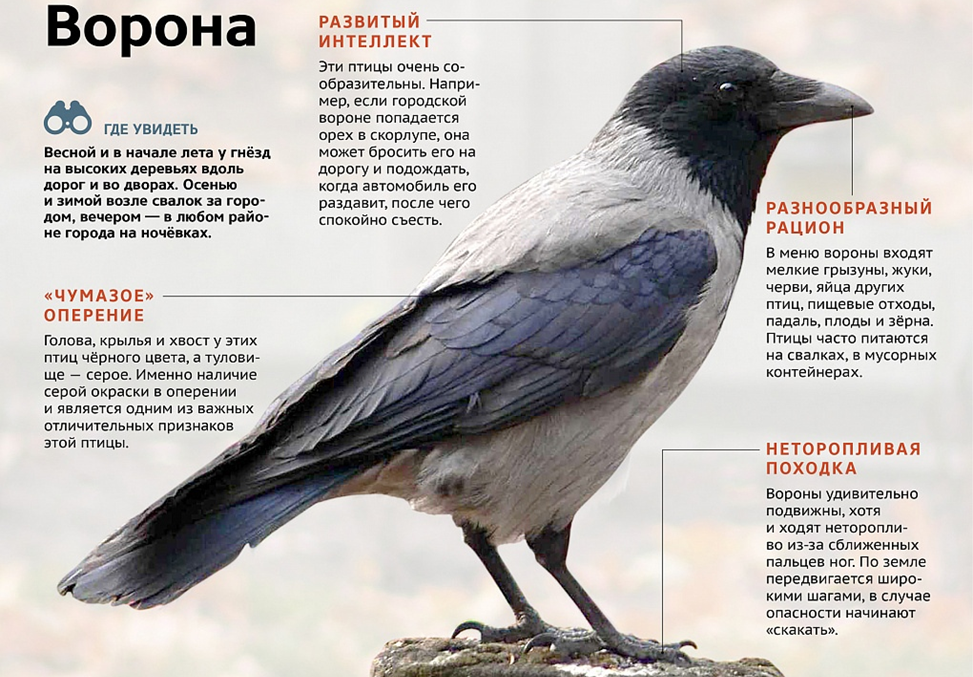 Ворона
ГДЕ УВИДЕТЬ
Весной и в начале лета у гнёзд
на высоких деревьях вдоль
дорог и во дворах. Осенью
и зимой возле свалок за горо-
дом, вечером — в любом райо-
не города на ночёвках.
РАЗВИТЫЙ
ИНТЕЛЛЕКТ
Эти птицы очень со-
образительны. Напри-
мер, если городской
вороне попадается
орех в скорлупе, она
может бросить его на
дорогу и подождать,
когда автомобиль его
раздавит, после чего
спокойно съесть.
«ЧУМАЗОЕ»
ОПЕРЕНИЕ
Голова, крылья и хвост у этих
птиц чёрного цвета, а тулови-
ще — серое. Именно наличие
серой окраски в оперении
и является одним из важных
отличительных признаков
этой птицы.
РАЗНООБРАЗНЫЙ
РАЦИОН
В меню вороны входят
мелкие грызуны, жуки,
черви, яйца других
птиц, пищевые отходы,
падаль, плоды и зёрна.
Птицы часто питаются
на свалках, в мусорных
контейнерах.
НЕТОРОПЛИВАЯ
ПОХОДКА
Вороны удивительно
подвижны, хотя
и ходят неторопли-
во из-за сближенных
пальцев ног. По земле
передвигается широ-
кими шагами, в случае
опасности начинают
«скакать».